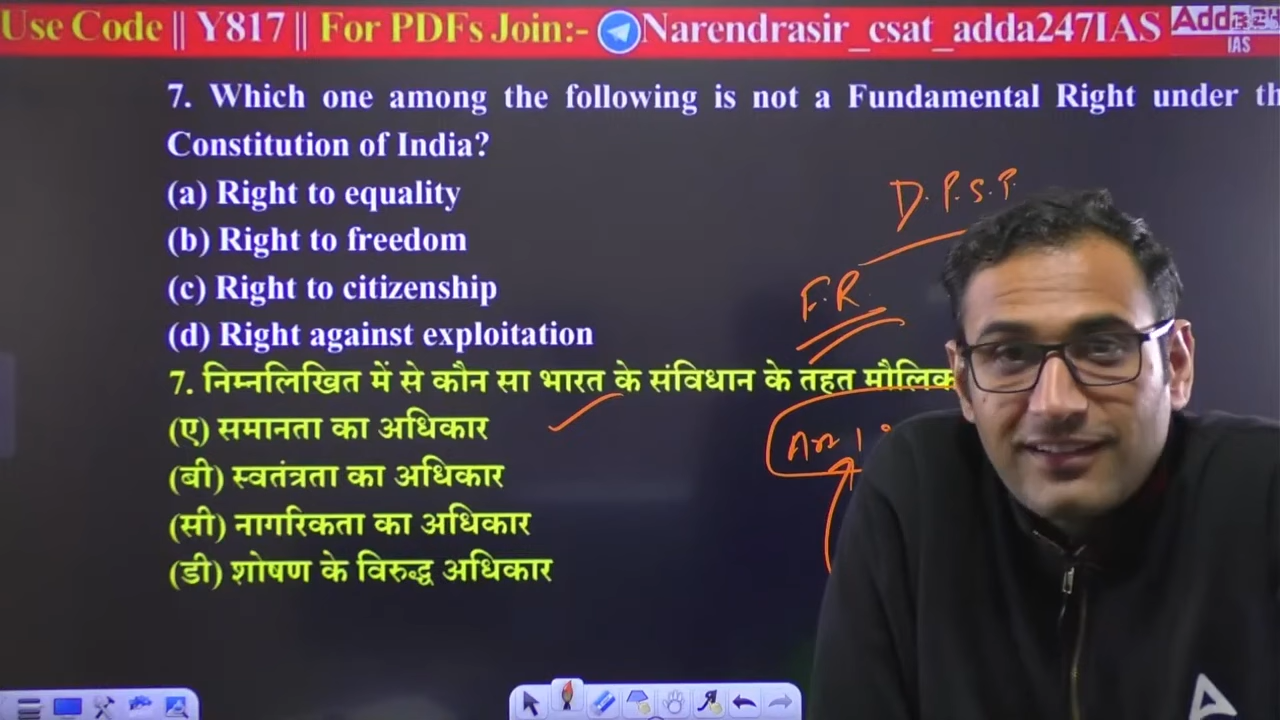 Use Code || Y817 || For PDFs Join:- Narendrasir_csat_adda247IAS
IAS
7. Which one among the following is not a Fundamental Right under
Constitution of India?
(a) Right to equality
(b) Right to freedom
(c) Right to citizenship
(d) Right against exploitation
D.P.S.P.
F.R.
7. निम्नलिखित में से कौन सा भारत के संविधान के तहत मौलिक
(ए) समानता का अधिकार
(बी) स्वतंत्रता का अधिकार
(सी) नागरिकता का अधिकार
(डी) शोषण के विरुद्ध अधिकार